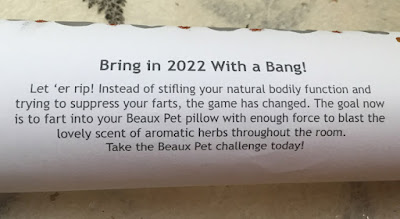 Bring in 2022 With a Bang!
Let ‘er rip! Instead of stifling your natural bodily function and
trying to suppress your farts, the game has changed. The goal now
is to fart into your Beaux Pet pillow with enough force to blast the
lovely scent of aromatic herbs throughout the room.
Take the Beaux Pet challenge today!